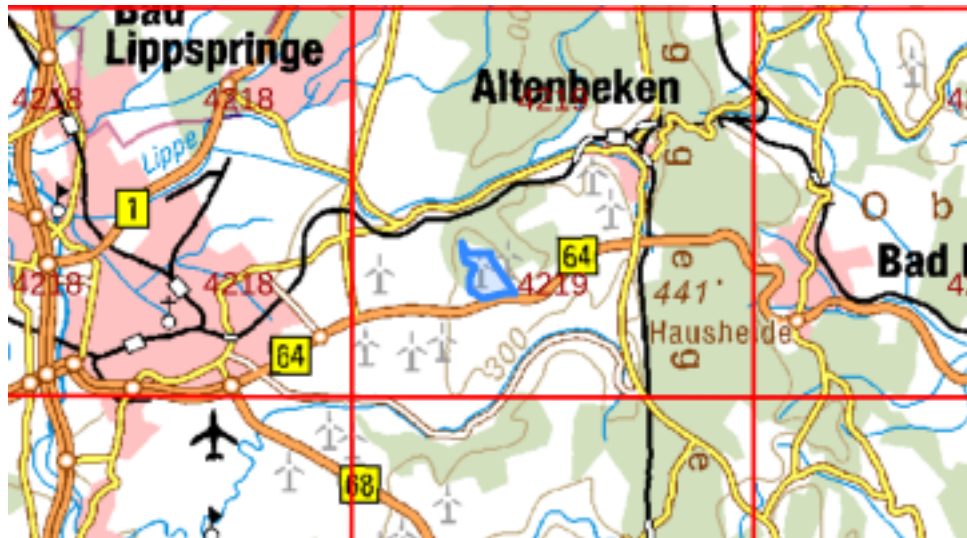 Bad
Lippspringe
4218
4218
Altenbeken
4219
Lippe
1
64
4219
4218
4218
441
Hausheide
64
300
68
Bad
O
b
e
g
g
e
g
e